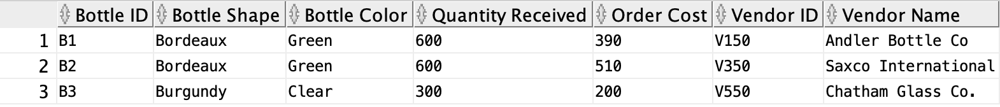 Bottle ID Bottle Shape Bottle Color Quantity Received Order Cost Vendor ID Vendor Name
1 B1 Bordeaux Green 600 390 V150 Andler Bottle Co
2 B2 Bordeaux Green 600 510 V350 Saxco International
3 B3 Burgundy Clear 300 200 V550 Chatham Glass Co.